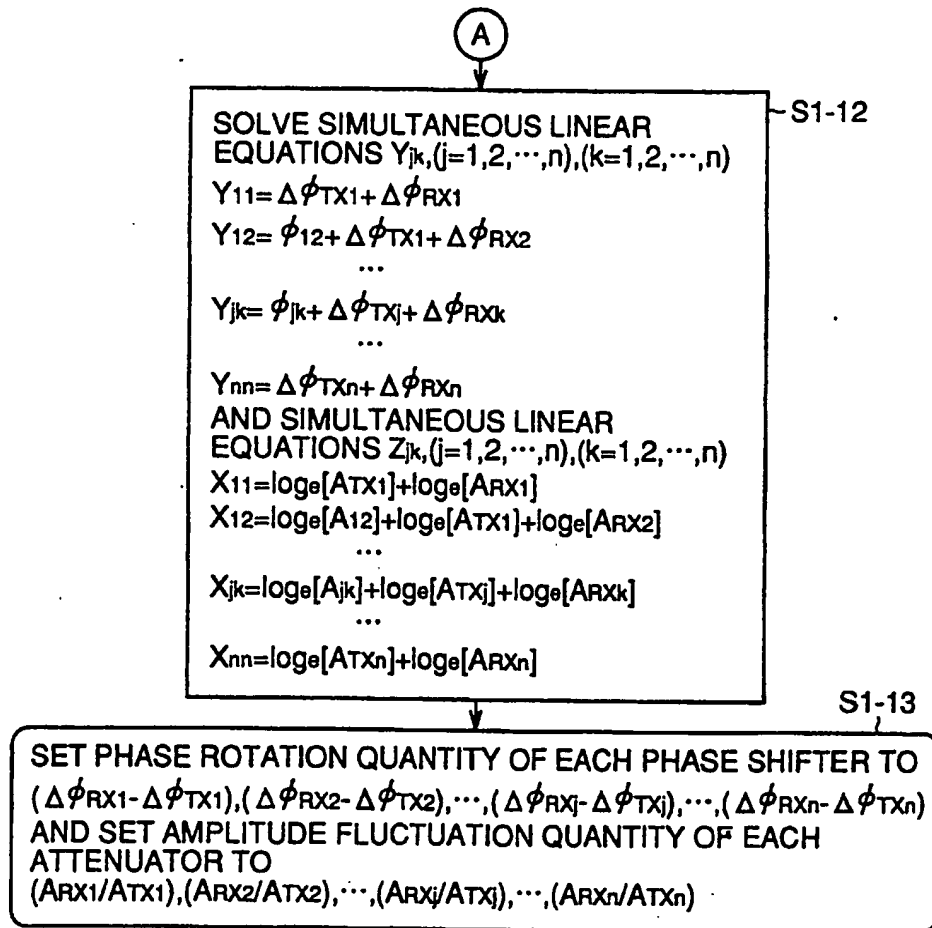 A
S1-12
SOLVE SIMULTANEOUS LINEAR
EQUATIONS Yjk,(j=1,2,···,n),(k=1,2,···,n)
Y11= ΔϕTX1+ ΔϕRX1
Y12= ϕ12+ ΔϕTX1+ ΔϕRX2
···
Yjk= ϕjk+ ΔϕTXj+ ΔϕRXk
···
Ynn= ΔϕTXn+ ΔϕRXn
AND SIMULTANEOUS LINEAR
EQUATIONS Zjk,(j=1,2,···,n),(k=1,2,···,n)
X11=loge[ATX1]+loge[ARX1]
X12=loge[A12]+loge[ATX1]+loge[ARX2]
···
Xjk=loge[Ajk]+loge[ATXj]+loge[ARXk]
···
Xnn=loge[ATXn]+loge[ARXn]
S1-13
SET PHASE ROTATION QUANTITY OF EACH PHASE SHIFTER TO
(ΔϕRX1-ΔϕTX1),(ΔϕRX2-ΔϕTX2),···,(ΔϕRXj-ΔϕTXj),···,(ΔϕRXn-ΔϕTXn)
AND SET AMPLITUDE FLUCTUATION QUANTITY OF EACH
ATTENUATOR TO
(ARX1/ATX1),(ARX2/ATX2),···,(ARXj/ATXj),···,(ARXn/ATXn)